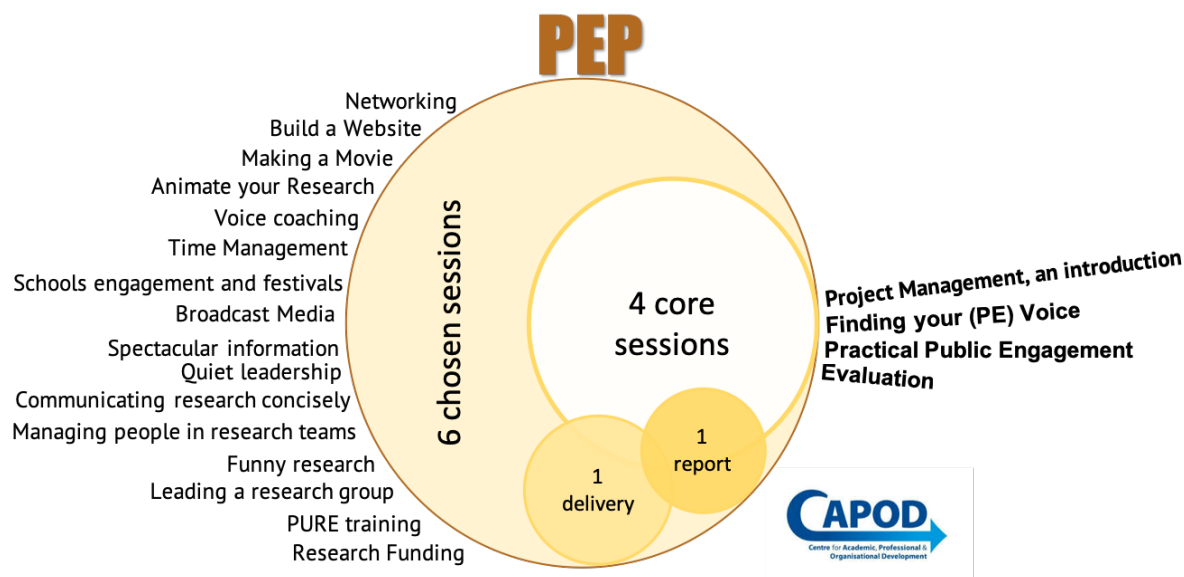 PEP
Networking
Build a Website
Making a Movie
Animate your Research
Voice coaching
Time Management
Schools engagement and festivals
Broadcast Media
Spectacular information
Quiet leadership
Communicating research concisely
Managing people in research teams
Funny research
Leading a research group
PURE training
Research Funding
6 chosen sessions
4 core
sessions
1
delivery
1
report
Project Management, an introduction
Finding your (PE) Voice
Practical Public Engagement
Evaluation
CAPOD
Centre for Academic, Professional &
Organisational Development